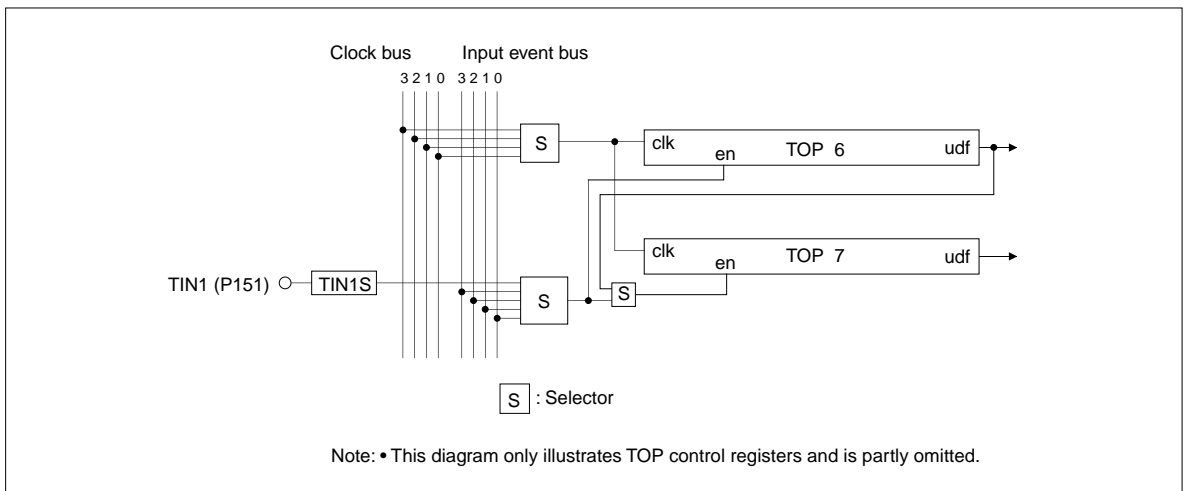 Clock bus
Input event bus
3 2 1 0
3 2 1 0
S
clk
en
TOP 6
udf
clk
en
TOP 7
udf
TIN1 (P151)
TIN1S
S
S
S : Selector
Note: • This diagram only illustrates TOP control registers and is partly omitted.